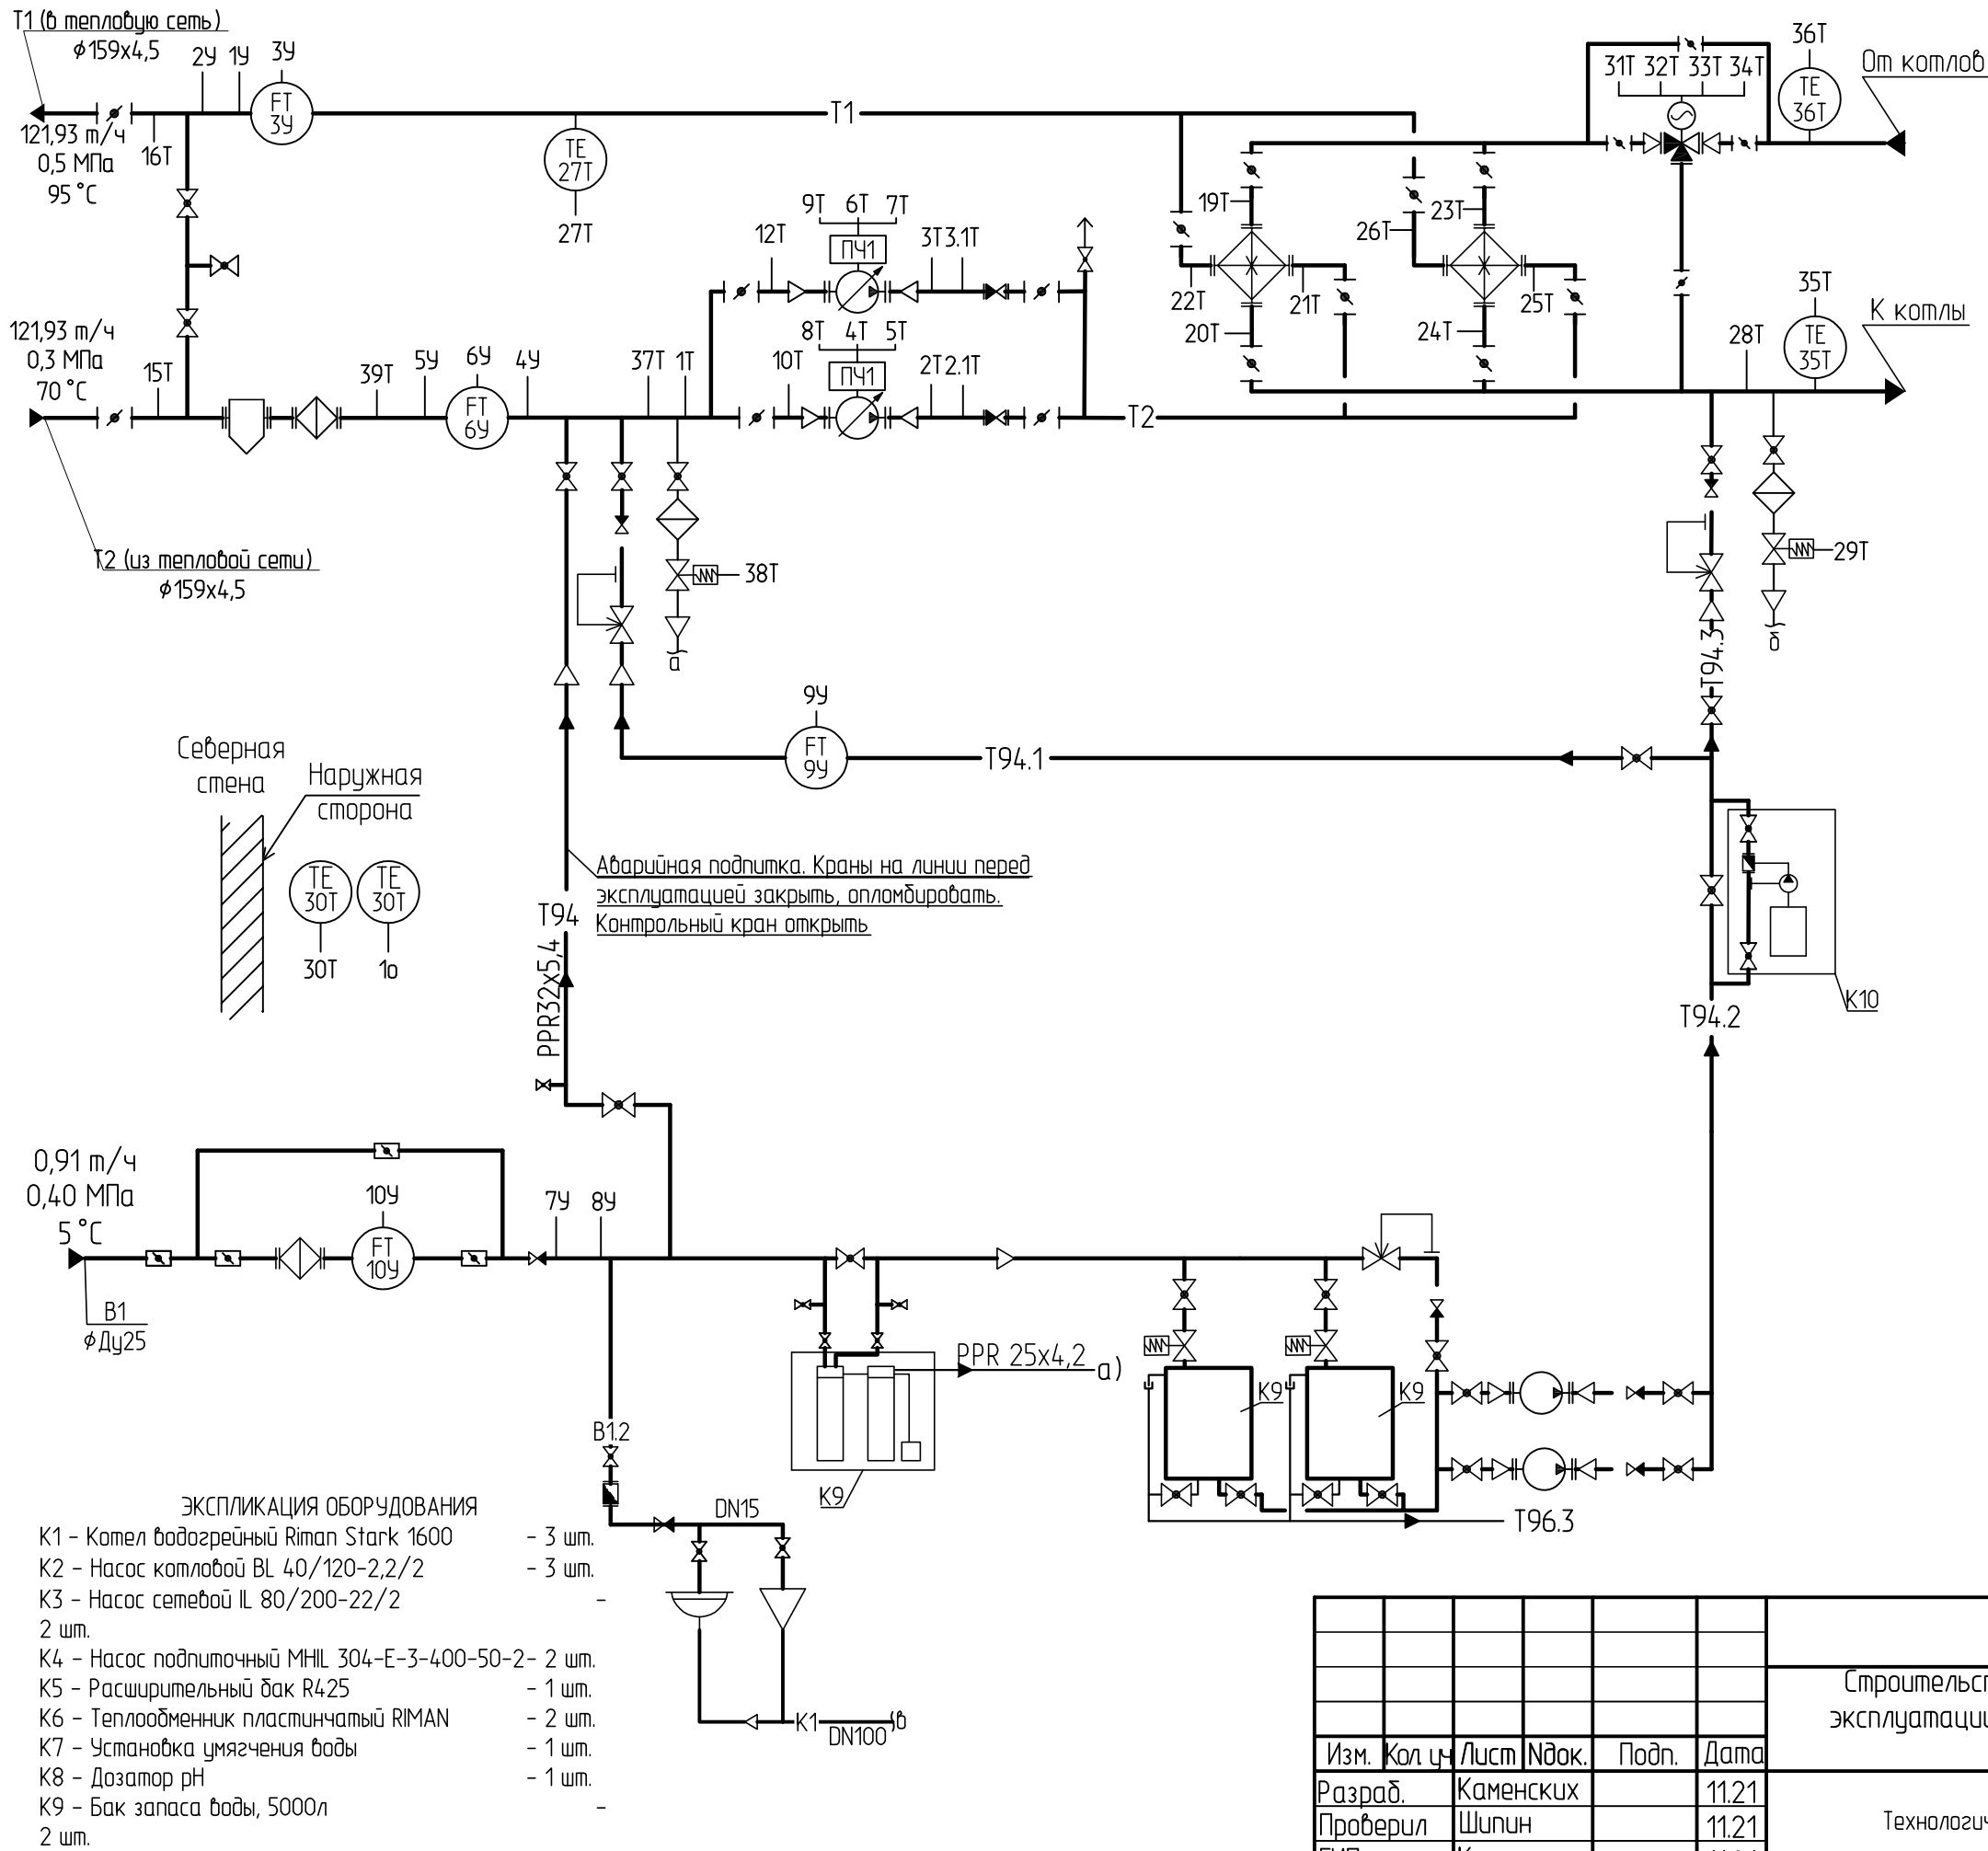 Т1 (в тепловую сеть)
ϕ159х4,5
2У
1У
3У
FT
3У
121,93 т/ч
0,5 МПа
95 °С
16Т
Т1
ТЕ
27Т
27Т
31Т 32Т 33Т 34Т
36Т
ТЕ
36Т
От котлов
9Т 6Т 7Т
ПЧ1
12Т
3Т 3.1Т
19Т
22Т
21Т
20Т
26Т
23Т
25Т
24Т
121,93 т/ч
0,3 МПа
70 °С
15Т
39Т
5У
6У
FT
6У
4У
37Т
1Т
8Т 4Т 5Т
ПЧ1
10Т
2Т 2.1Т
Т2
28Т
35Т
ТЕ
35Т
К котлы
Т2 (из тепловой сети)
ϕ159х4,5
38Т
а
29Т
б
Т94.3
9У
FT
9У
Т94.1
Северная
стена
Наружная
сторона
ТЕ
30Т
ТЕ
30Т
30Т
1о
Аварийная подпитка. Краны на линии перед
эксплуатацией закрыть, опломбировать.
Контрольный кран открыть
Т94
PPR32х5,4
К10
Т94.2
0,91 т/ч
0,40 МПа
5 °С
10У
FT
10У
7У
8У
В1
ϕДу25
PPR 25х4,2
а)
К9
К9
К9
В1.2
DN15
Т96.3
К1
DN100
(в
ЭКСПЛИКАЦИЯ ОБОРУДОВАНИЯ
К1 - Котел водогрейный Riman Stark 1600 - 3 шт.
К2 - Насос котловой BL 40/120-2,2/2 - 3 шт.
К3 - Насос сетевой IL 80/200-22/2 -
2 шт.
К4 - Насос подпиточный MHIL 304-E-3-400-50-2- 2 шт.
К5 - Расширительный бак R425 - 1 шт.
К6 - Теплообменник пластинчатый RIMAN - 2 шт.
К7 - Установка умягчения воды - 1 шт.
К8 - Дозатор рН - 1 шт.
К9 - Бак запаса воды, 5000л -
2 шт.
Строительс
эксплуатаци
Изм. Кол. уч Лист Nдок. Подп. Дата
Разраб. Каменских 11.21
Проверил Шипин 11.21
Технологич